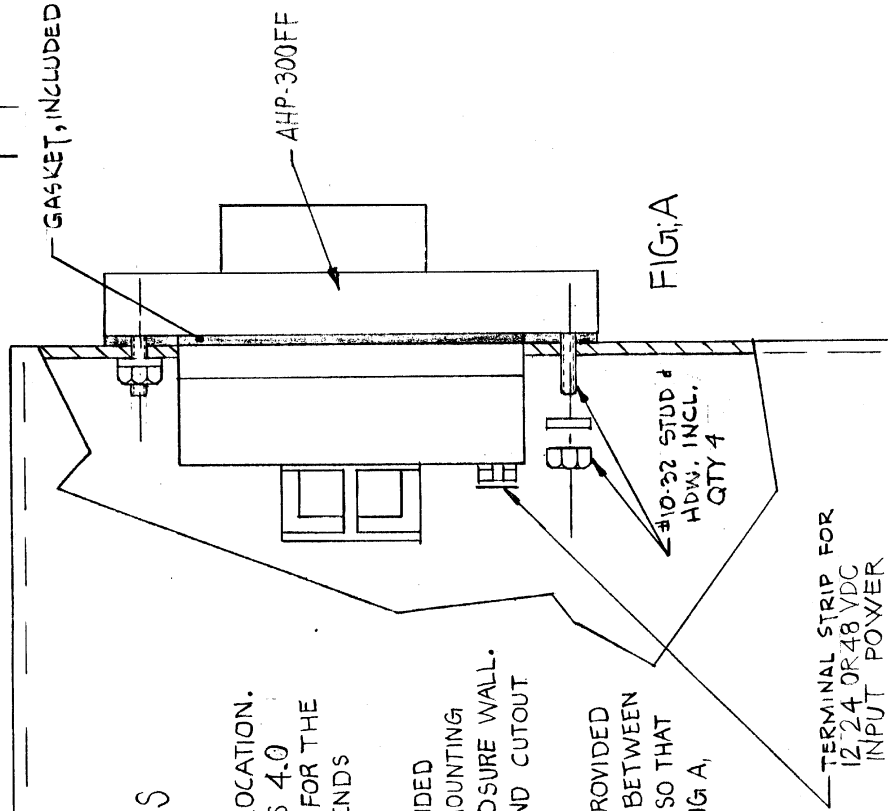 GASKET, INCLUDED
AHP-300FF
FIG, A
#10-32 STUD &
HDW. INCL.
QTY 4
TERMINAL STRIP FOR
12-24 OR 48 VDC
INPUT POWER
S
OCATION.
S 4.0
FOR THE
ENDS
IDED
OUNTING
OSURE WALL.
ND CUTOUT
ROVIDED
BETWEEN
SO THAT
IG A,